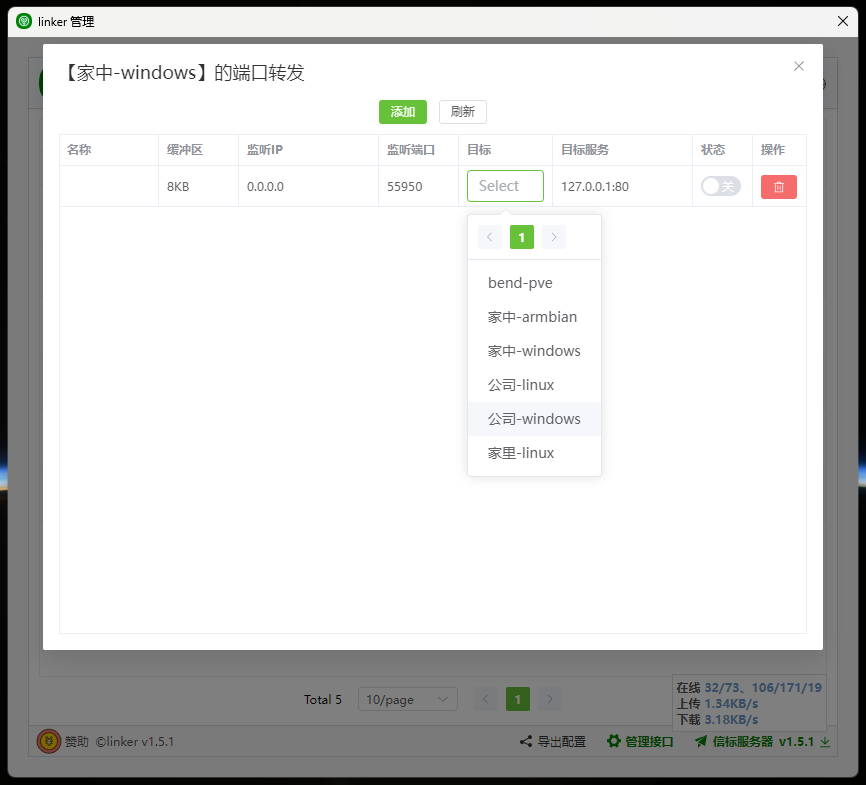 linker 管理
【家中-windows】的端口转发
添加 刷新
名称 缓冲区 监听IP 监听端口 目标 目标服务 状态 操作
8KB 0.0.0.0 55950 Select 127.0.0.1:80 关
1
bend-pve
家中-armbian
家中-windows
公司-linux
公司-windows
家里-linux
Total 5 10/page 1
在线 32/73、106/171/19
上传 1.34KB/s
下载 3.18KB/s
赞助 ©linker v1.5.1 导出配置 管理接口 信标服务器 v1.5.1